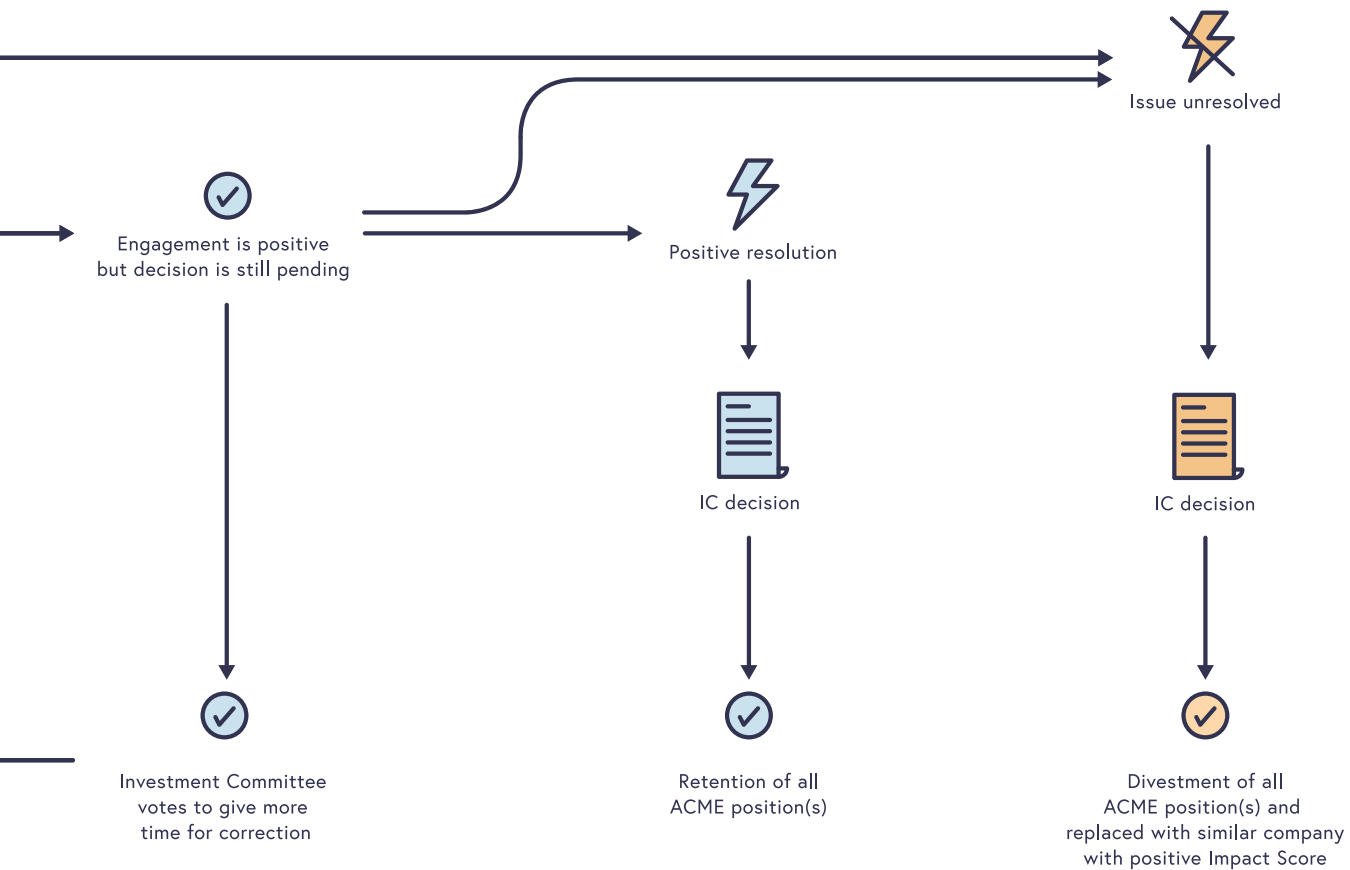 Issue unresolved
Engagement is positive
but decision is still pending
Positive resolution
IC decision
IC decision
Investment Committee
votes to give more
time for correction
Retention of all
ACME position(s)
Divestment of all
ACME position(s) and
replaced with similar company
with positive Impact Score